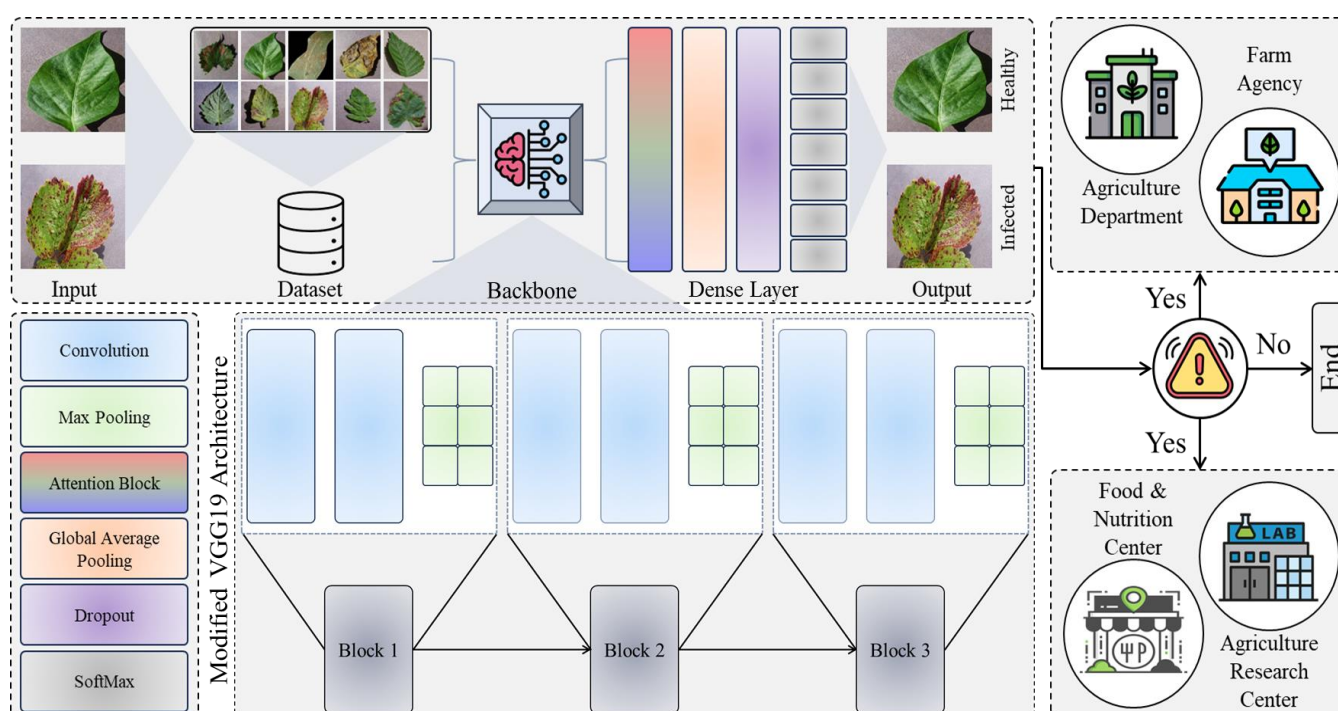 Input
Dataset
Backbone
Dense Layer
Output
Healthy
Infected
Agriculture
Department
Farm
Agency
Yes
No
End
Yes
Food &
Nutrition
Center
LAB
Agriculture
Research
Center
Convolution
Max Pooling
Attention Block
Global Average
Pooling
Dropout
SoftMax
Modified VGG19 Architecture
Block 1
Block 2
Block 3